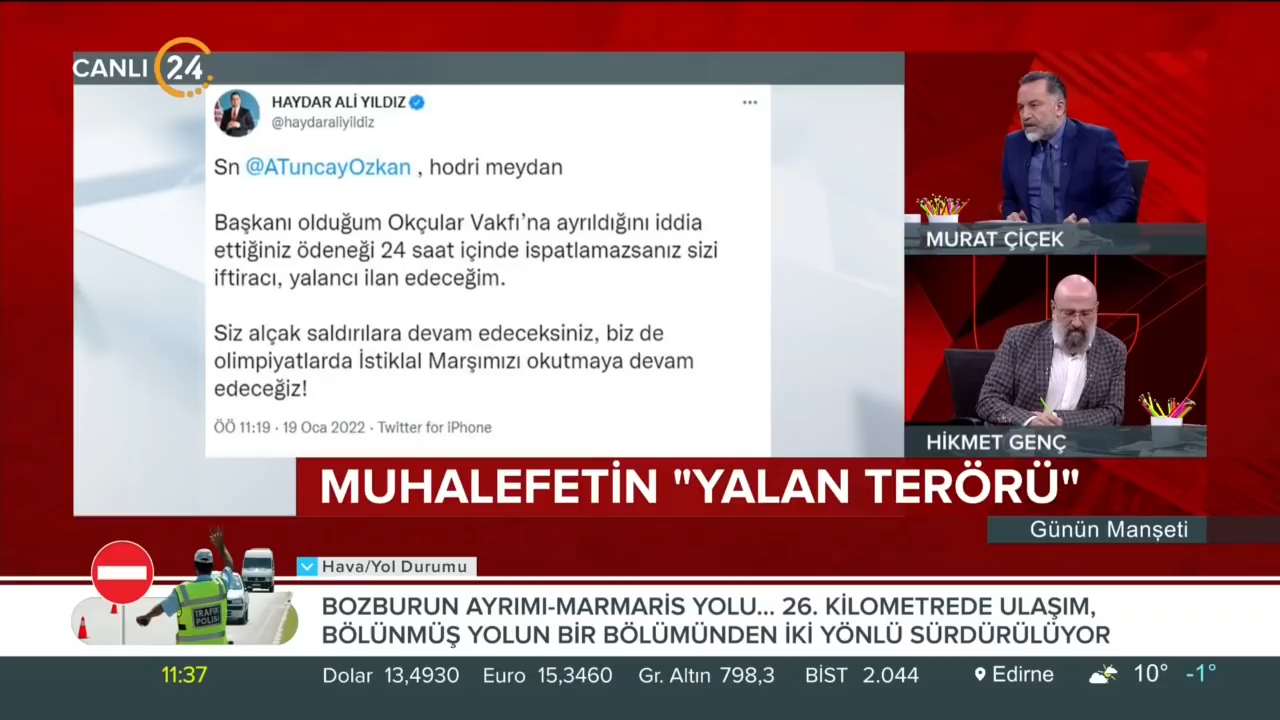 CANLI 24
HAYDAR ALİ YILDIZ
@haydaraliyildiz
Sn @ATuncayOzkan , hodri meydan
Başkanı olduğum Okçular Vakfı'na ayrıldığını iddia
ettiğiniz ödeneği 24 saat içinde ispatlamazsanız sizi
iftiracı, yalancı ilan edeceğim.
Siz alçak saldırılara devam edeceksiniz, biz de
olimpiyatlarda İstiklal Marşımızı okutmaya devam
edeceğiz!
ÖÖ 11:19 · 19 Oca 2022 · Twitter for iPhone
MURAT ÇİÇEK
HİKMET GENÇ
MUHALEFETİN "YALAN TERÖRÜ"
Günün Manşeti
Hava/Yol Durumu
TRAFİK
POLİSİ
BOZBURUN AYRIMI-MARMARİS YOLU... 26. KİLOMETREDE ULAŞIM,
BÖLÜNMÜŞ YOLUN BİR BÖLÜMÜNDEN İKİ YÖNLÜ SÜRDÜRÜLÜYOR
11:37 Dolar 13,4930 Euro 15,3460 Gr. Altın 798,3 BİST 2.044 Edirne 10° -1°